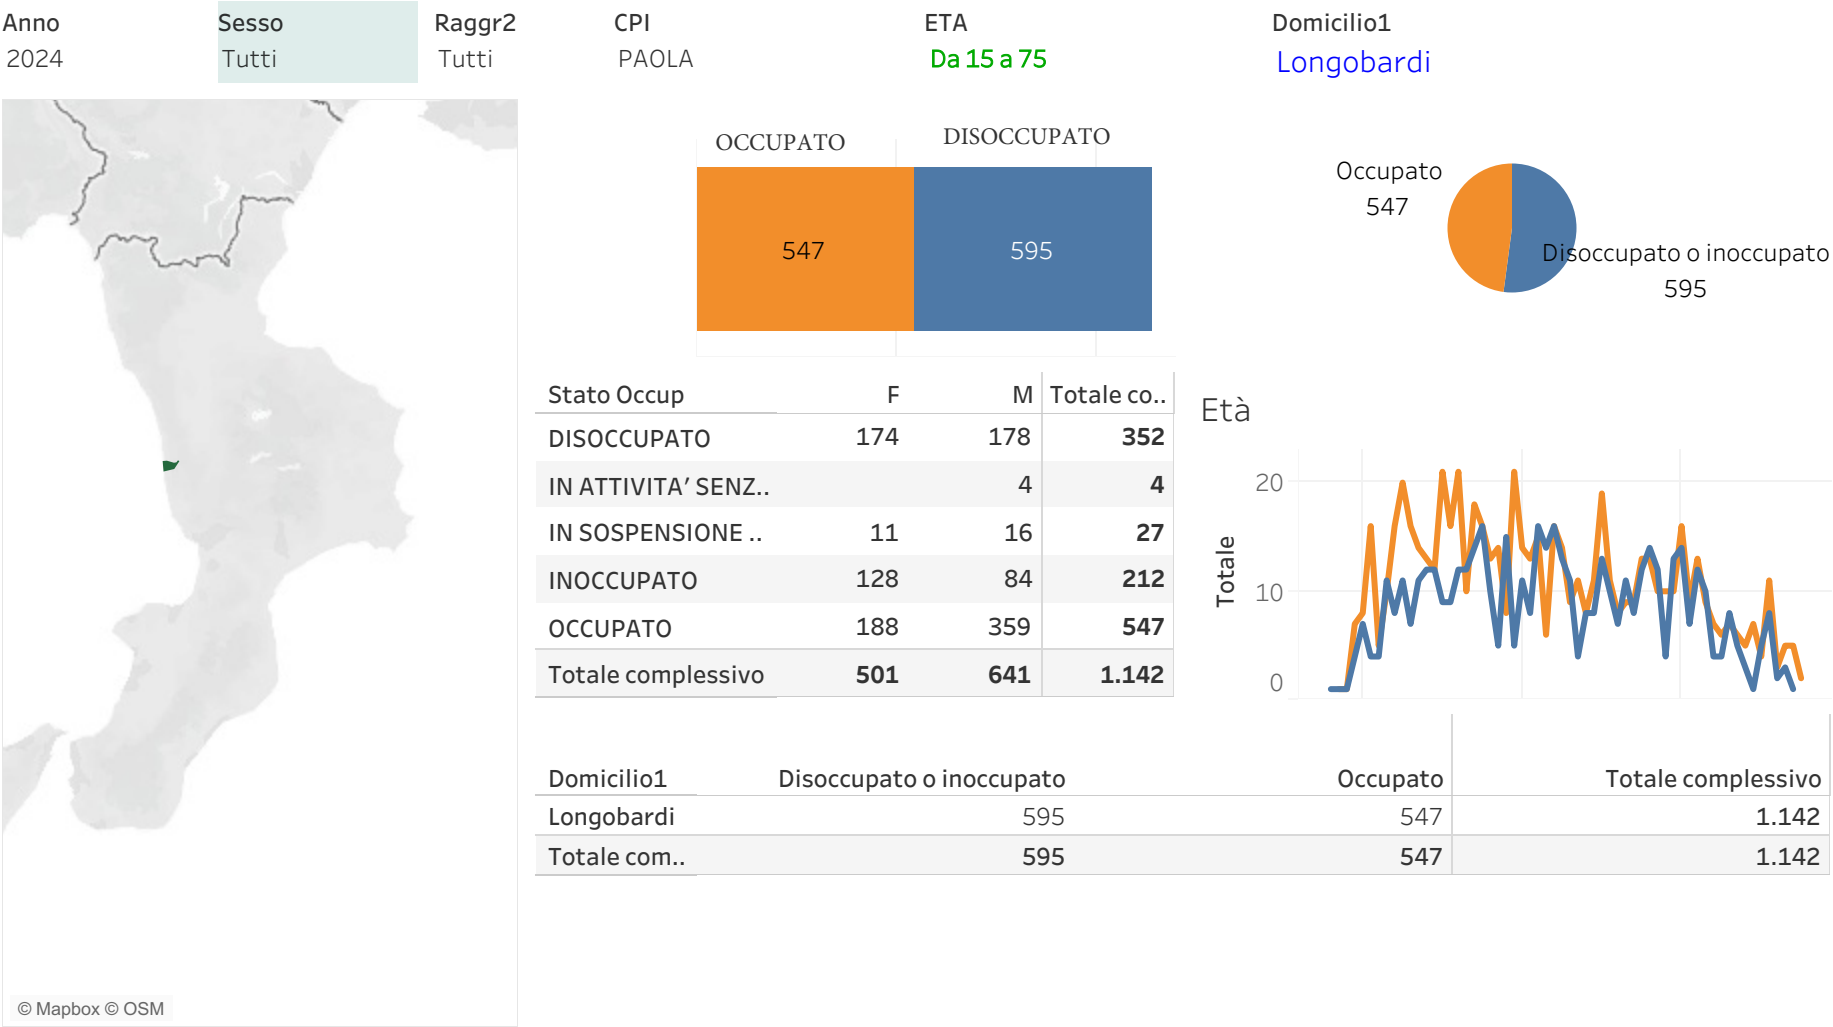 Anno Sesso Raggr2 CPI ETA Domicilio1
2024 Tutti Tutti PAOLA Da 15 a 75 Longobardi
OCCUPATO DISOCCUPATO
547 595
Occupato
547
Disoccupato o inoccupato
595
Stato Occup F M Totale co..
DISOCCUPATO 174 178 352
IN ATTIVITA’ SENZ.. 4 4
IN SOSPENSIONE .. 11 16 27
INOCCUPATO 128 84 212
OCCUPATO 188 359 547
Totale complessivo 501 641 1.142
Età
Totale
20
10
0
Domicilio1 Disoccupato o inoccupato Occupato Totale complessivo
Longobardi 595 547 1.142
Totale com.. 595 547 1.142
© Mapbox © OSM